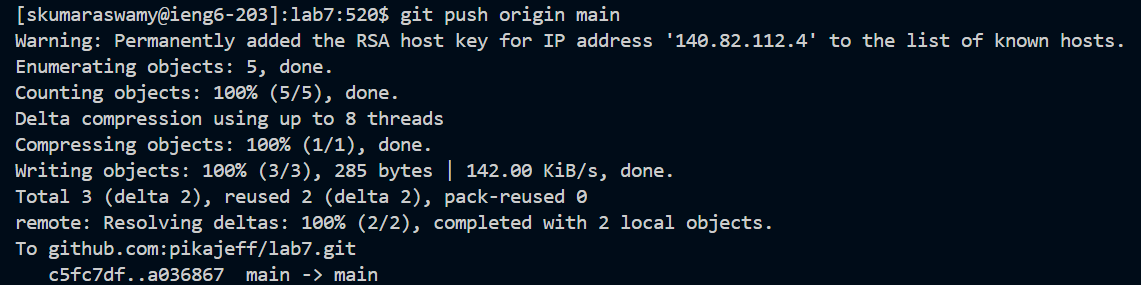 [skumaraswamy@ieng6-203]:lab7:520$ git push origin main
Warning: Permanently added the RSA host key for IP address '140.82.112.4' to the list of known hosts.
Enumerating objects: 5, done.
Counting objects: 100% (5/5), done.
Delta compression using up to 8 threads
Compressing objects: 100% (1/1), done.
Writing objects: 100% (3/3), 285 bytes | 142.00 KiB/s, done.
Total 3 (delta 2), reused 2 (delta 2), pack-reused 0
remote: Resolving deltas: 100% (2/2), completed with 2 local objects.
To github.com:pikajeff/lab7.git
   c5fc7df..a036867  main -> main